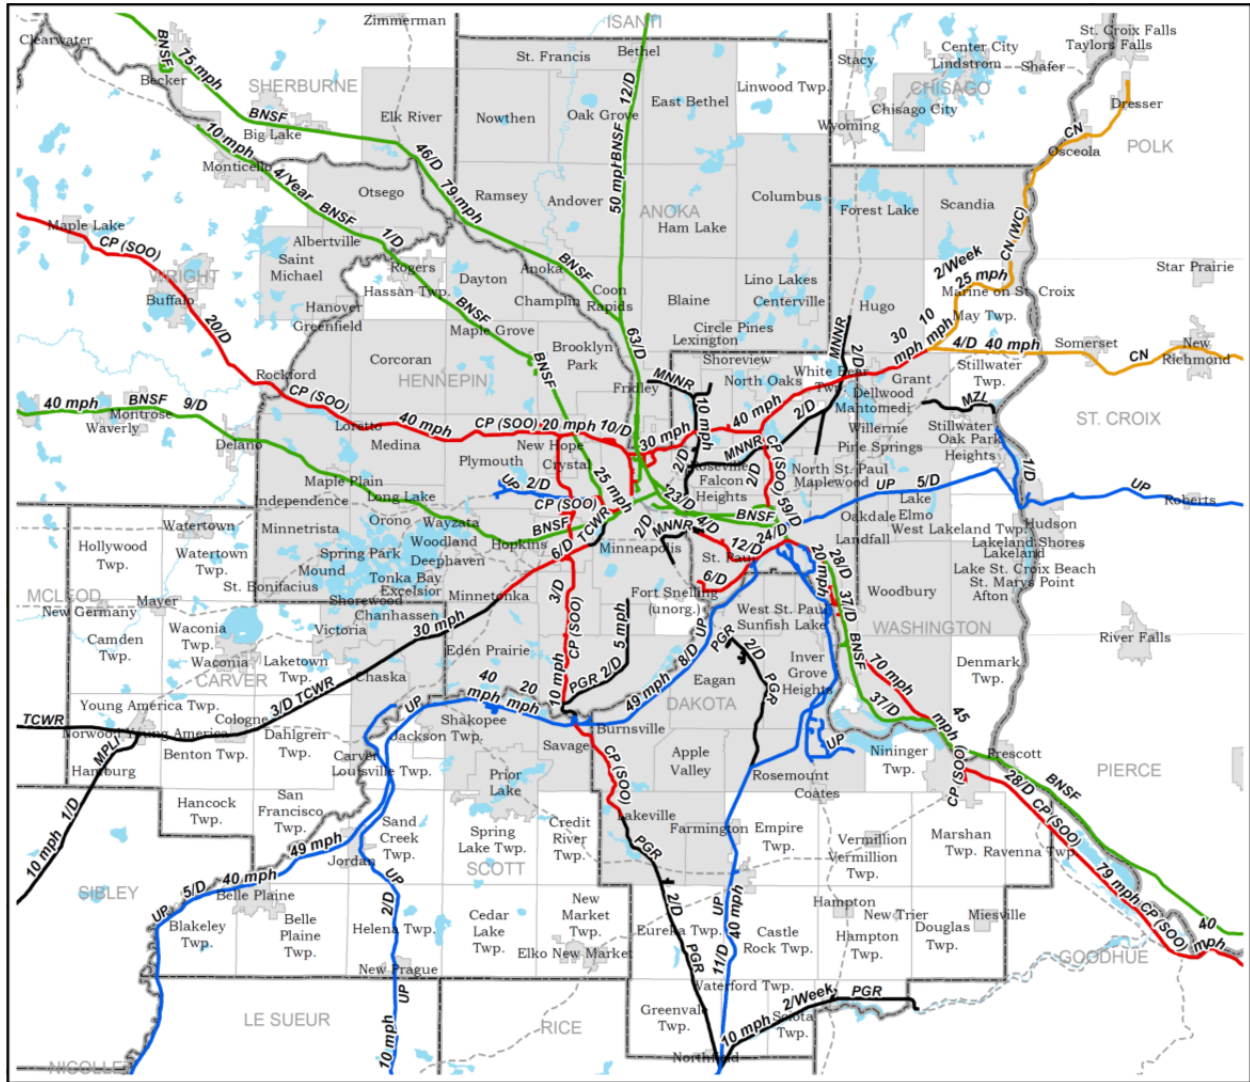 Zimmerman
ISANTI
St. Croix Falls
Taylors Falls
Clearwater
BNSF
75 mph
Becker
St. Francis
Bethel
Stacy
Center City
Lindstrom
Shafer
SHERBURNE
12/D
East Bethel
Linwood Twp.
CHISAGO
Chisago City
Dresser
BNSF
Big Lake
Elk River
Nowthen
Oak Grove
Wyoming
CN
Osceola
POLK
10 mph
Monticello
4/Year
46/D
79 mph
50 mph
BNSF
Otsego
Ramsey
Andover
Columbus
Forest Lake
Scandia
BNSF
ANOKA
Ham Lake
Maple Lake
CP (SOO)
Albertville
1/D
Saint
Michael
Rogers
Hassan Twp.
Dayton
Anoka
BNSF
Coon
Rapids
Lino Lakes
Centerville
2/Week
25 mph
CN (WC)
Star Prairie
WRIGHT
Buffalo
Hanover
Greenfield
BNSF
Champlin
Blaine
Hugo
Marine on St. Croix
May Twp.
20/D
Maple Grove
Circle Pines
Lexington
MNNR
2/D
30
mph
10
mph
Corcoran
BNSF
Brooklyn
Park
63/D
Shoreview
4/D
40 mph
Somerset
CN
New
Richmond
Rockford
HENNEPIN
Fridley
MNNR
North Oaks
White Bear
Twp.
Grant
Stillwater
Twp.
40 mph
BNSF
9/D
Montrose
Waverly
CP (SOO)
Loretto
40 mph
Medina
CP (SOO)
20 mph
10/D
30 mph
10 mph
40 mph
2/D
Dellwood
Mahtomedi
Willernie
Pine Springs
MZL
Stillwater
Oak Park
Heights
ST. CROIX
Delano
New Hope
Crystal
Plymouth
MNNR
Roseville
Falcon
Heights
CP (SOO)
2/D
North St. Paul
Maplewood
1/D
Maple Plain
Long Lake
Independence
UP
2/D
25 mph
2/D
UP
5/D
UP
Roberts
Watertown
Minnetrista
Orono
Wayzata
CP (SOO)
23/D
BNSF
59/D
Lake
Elmo
Hudson
Hollywood
Twp.
Watertown
Twp.
Spring Park
Mound
Woodland
Deephaven
BNSF
Hopkins
TCWR
6/D
2/D
MNNR
Minneapolis
4/D
12/D
24/D
St. Paul
Oakdale
Landfall
West Lakeland Twp.
Lakeland Shores
Lakeland
Lake St. Croix Beach
St. Marys Point
Afton
St. Bonifacius
Tonka Bay
Excelsior
MCLEOD
New Germany
Mayer
Shorewood
Chanhassen
Minnetonka
3/D
6/D
Fort Snelling
(unorg.)
20 mph
28/D
37/D
Woodbury
Camden
Twp.
Waconia
Twp.
Waconia
Victoria
30 mph
CP (SOO)
5 mph
UP
West St. Paul
Sunfish Lake
WASHINGTON
River Falls
CARVER
Laketown
Twp.
Chaska
Eden Prairie
10 mph
PGR
2/D
8/D
PGR
2/D
Inver
Grove
Heights
BNSF
70 mph
Denmark
Twp.
Young America Twp.
Cologne
3/D
TCWR
40
mph
20
mph
49 mph
Eagan
DAKOTA
PGR
37/D
45
mph
TCWR
Norwood Young America
Benton Twp.
Dahlgren
Twp.
UP
Shakopee
Jackson Twp.
Burnsville
UP
Nininger
Twp.
Prescott
MPLI
Hamburg
Carver
Louisville Twp.
Savage
CP (SOO)
Apple
Valley
Rosemount
Coates
CP (SOO)
BNSF
PIERCE
1/D
10 mph
Hancock
Twp.
San
Francisco
Twp.
Prior
Lake
28/D
CP (SOO)
Sand
Creek
Twp.
Lakeville
Farmington
Empire
Twp.
Vermillion
Vermillion
Twp.
Marshan
Twp.
Ravenna Twp.
49 mph
Jordan
Spring
Lake Twp.
Credit
River
Twp.
PGR
SIBLEY
5/D
40 mph
Belle Plaine
UP
SCOTT
79 mph
CP (SOO)
UP
Blakeley
Twp.
Belle
Plaine
Twp.
2/D
Helena Twp.
Cedar
Lake
Twp.
New
Market
Twp.
2/D
Eureka Twp.
UP
40 mph
Castle
Rock Twp.
Hampton
Hampton
Twp.
New Trier
Douglas
Twp.
Miesville
40
mph
New Prague
Elko New Market
PGR
11/D
GOODHUE
UP
Waterford Twp.
2/Week
PGR
LE SUEUR
RICE
Greenvale
Twp.
Sciota
Twp.
10 mph
10 mph
NICOLLET
Northfield